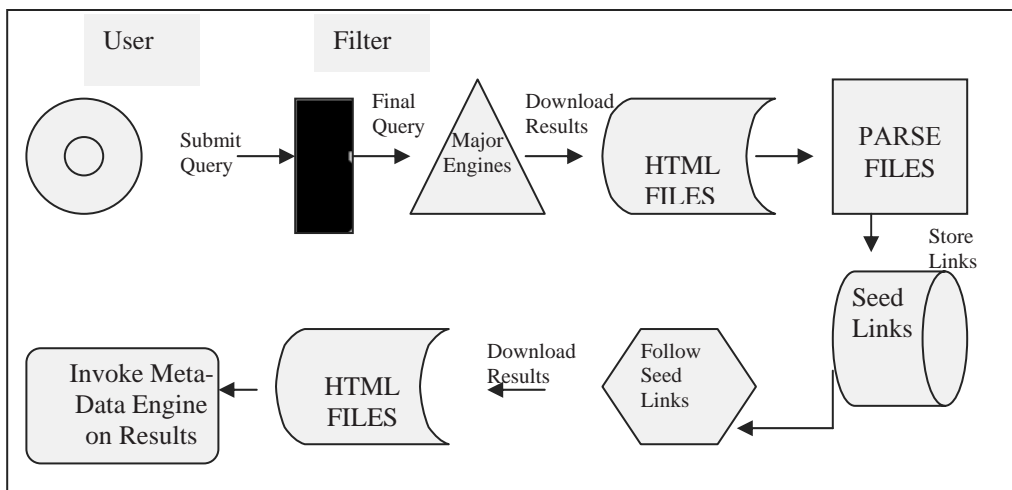 User
Filter
Submit
Query
Final
Query
Major
Engines
Download
Results
HTML
FILES
PARSE
FILES
Store
Links
Seed
Links
Follow
Seed
Links
Download
Results
HTML
FILES
Invoke Meta-
Data Engine
on Results